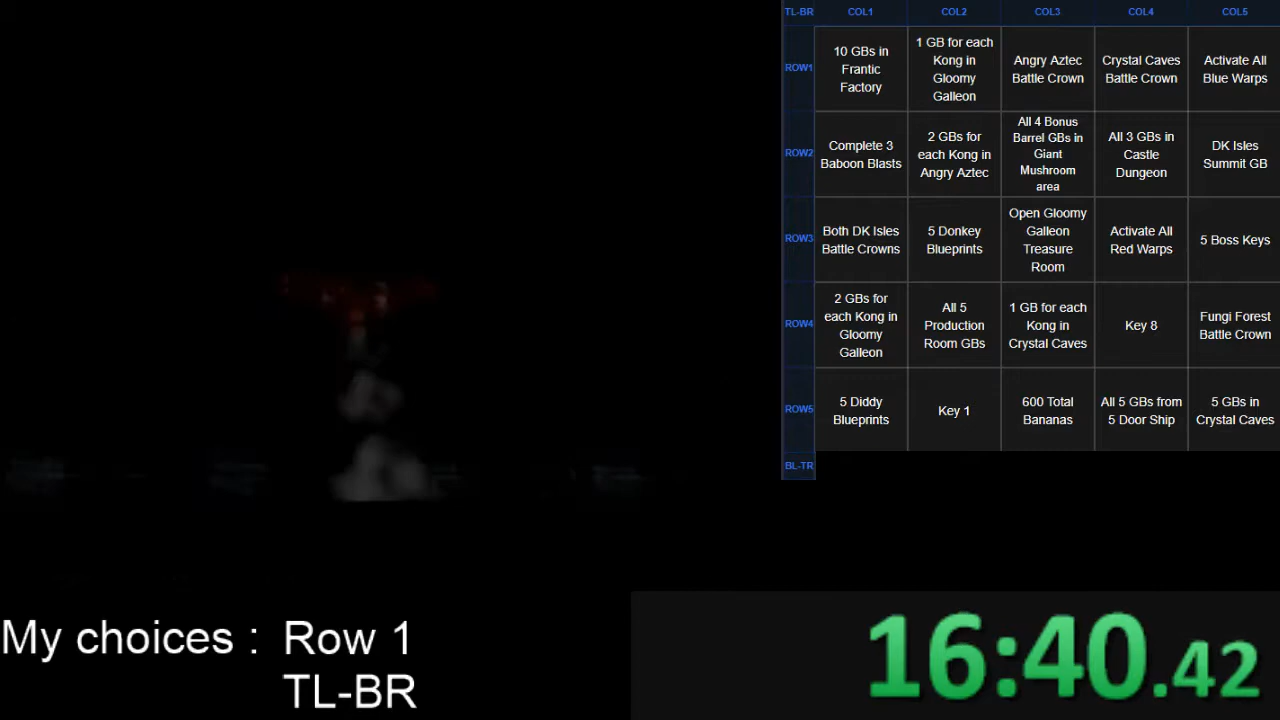 TL-BR COL1 COL2 COL3 COL4 COL5
ROW1
10 GBs in
Frantic
Factory
1 GB for each
Kong in
Gloomy
Galleon
Angry Aztec
Battle Crown
Crystal Caves
Battle Crown
Activate All
Blue Warps
ROW2
Complete 3
Baboon Blasts
2 GBs for
each Kong in
Angry Aztec
All 4 Bonus
Barrel GBs in
Giant
Mushroom
area
All 3 GBs in
Castle
Dungeon
DK Isles
Summit GB
ROW3
Both DK Isles
Battle Crowns
5 Donkey
Blueprints
Open Gloomy
Galleon
Treasure
Room
Activate All
Red Warps
5 Boss Keys
ROW4
2 GBs for
each Kong in
Gloomy
Galleon
All 5
Production
Room GBs
1 GB for each
Kong in
Crystal Caves
Key 8
Fungi Forest
Battle Crown
ROW5
5 Diddy
Blueprints
Key 1
600 Total
Bananas
All 5 GBs from
5 Door Ship
5 GBs in
Crystal Caves
BL-TR
My choices : Row 1
TL-BR
16:40.42